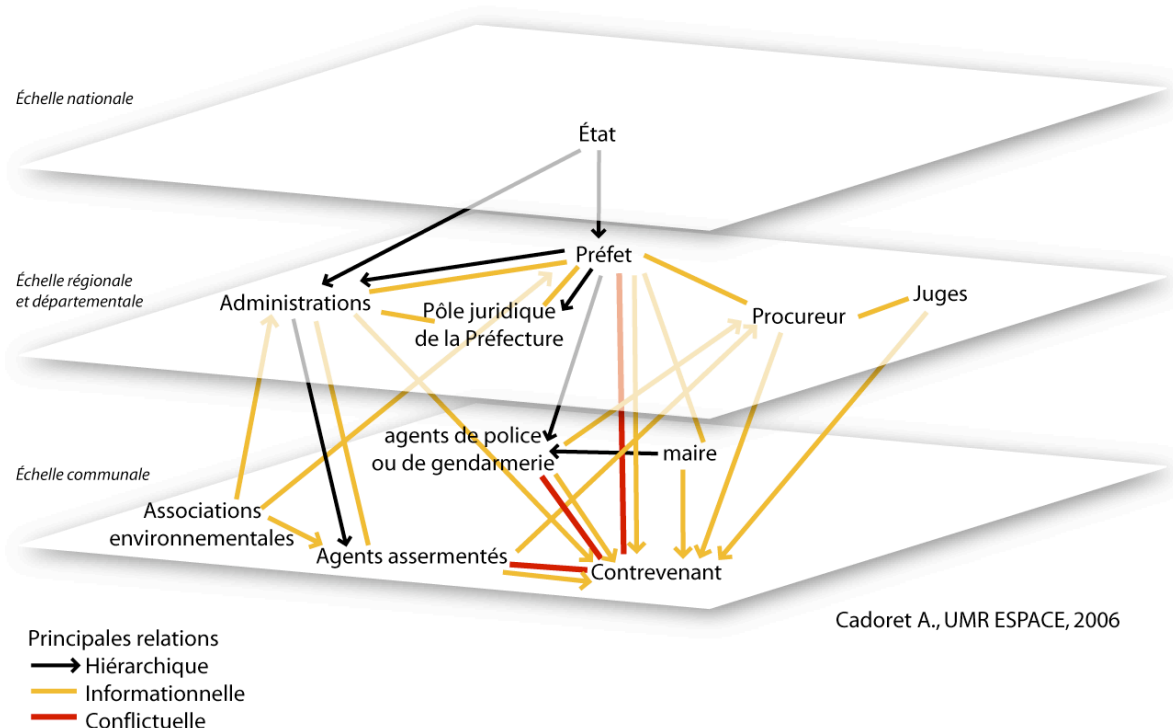 Échelle nationale
État
Échelle régionale
et départementale
Préfet
Administrations
Pôle juridique
de la Préfecture
Procureur
Juges
Échelle communale
agents de police
ou de gendarmerie
maire
Associations
environnementales
Agents assermentés
Contrevenant
Cadoret A., UMR ESPACE, 2006
Principales relations
Hiérarchique
Informationnelle
Conflictuelle